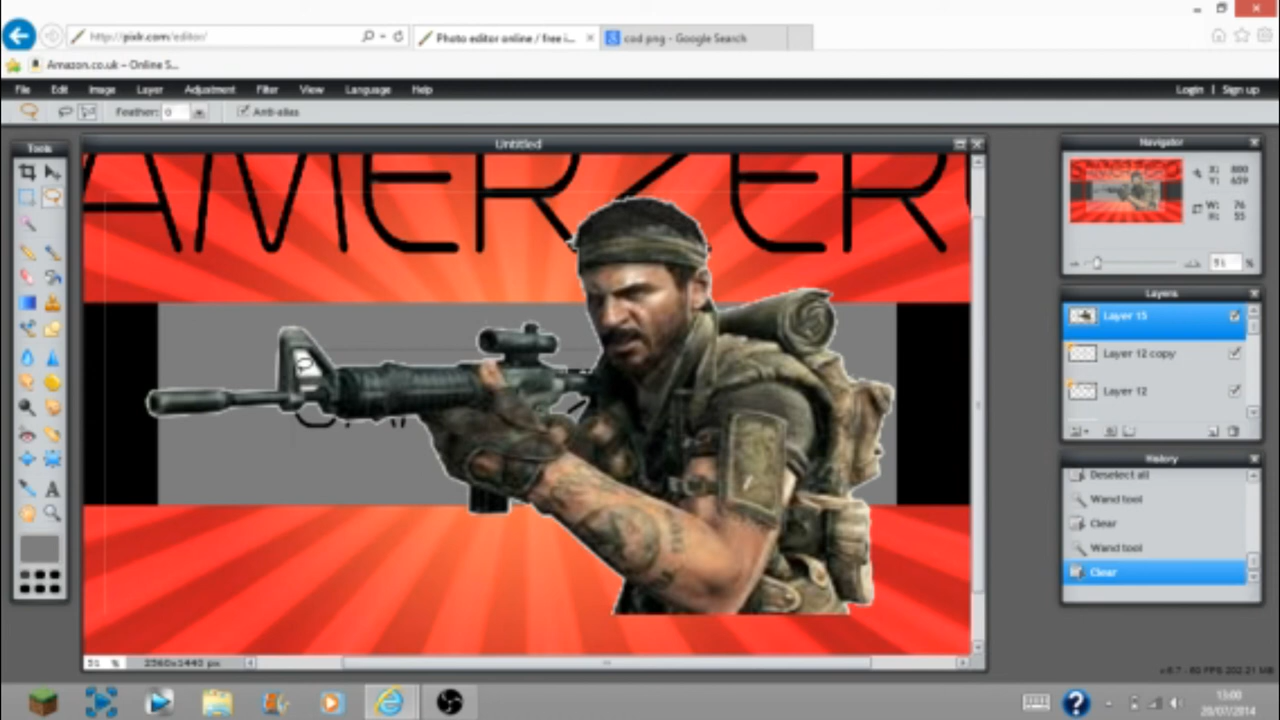 http://pixlr.com/editor/
Photo editor online / free i...
cod png - Google Search
Amazon.co.uk – Online S...
File Edit Image Layer Adjustment Filter View Language Help
Login | Sign up
Feather: 0
Anti-alias
Tools
Untitled
Navigator
AMERZER
X: 880
Y: 659
W: 76
H: 55
51 %
Layers
Layer 15
Layer 12 copy
Layer 12
History
Deselect all
Wand tool
Clear
Wand tool
Clear
51 % 2560x1440 px
13:00
20/07/2014